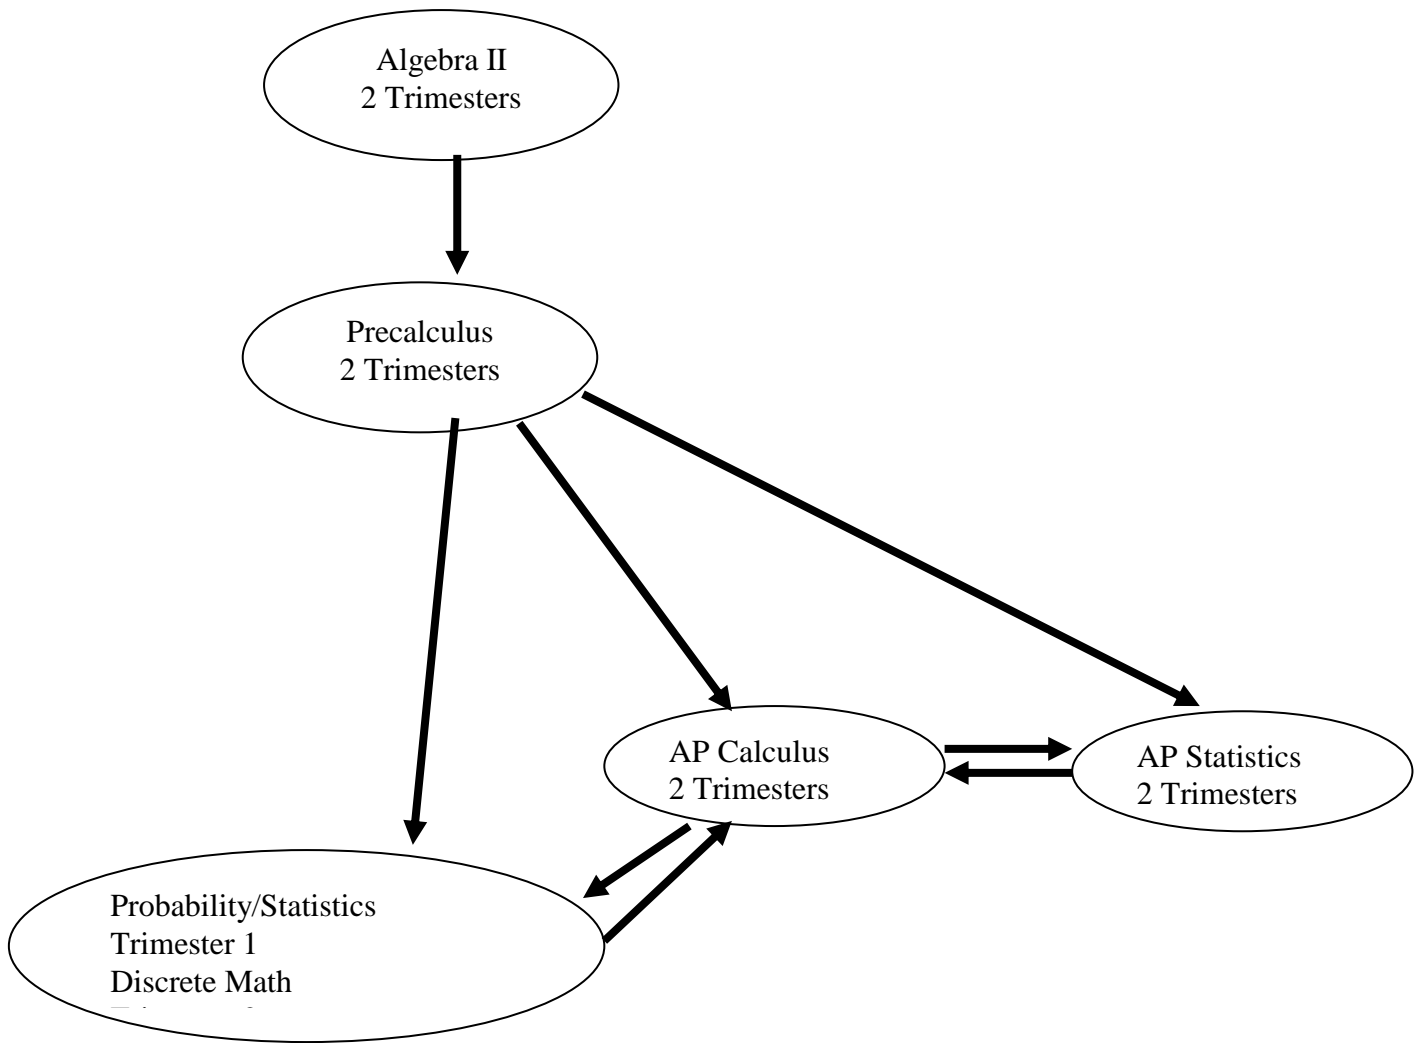 Algebra II
2 Trimesters
Precalculus
2 Trimesters
AP Calculus
2 Trimesters
AP Statistics
2 Trimesters
Probability/Statistics
Trimester 1
Discrete Math